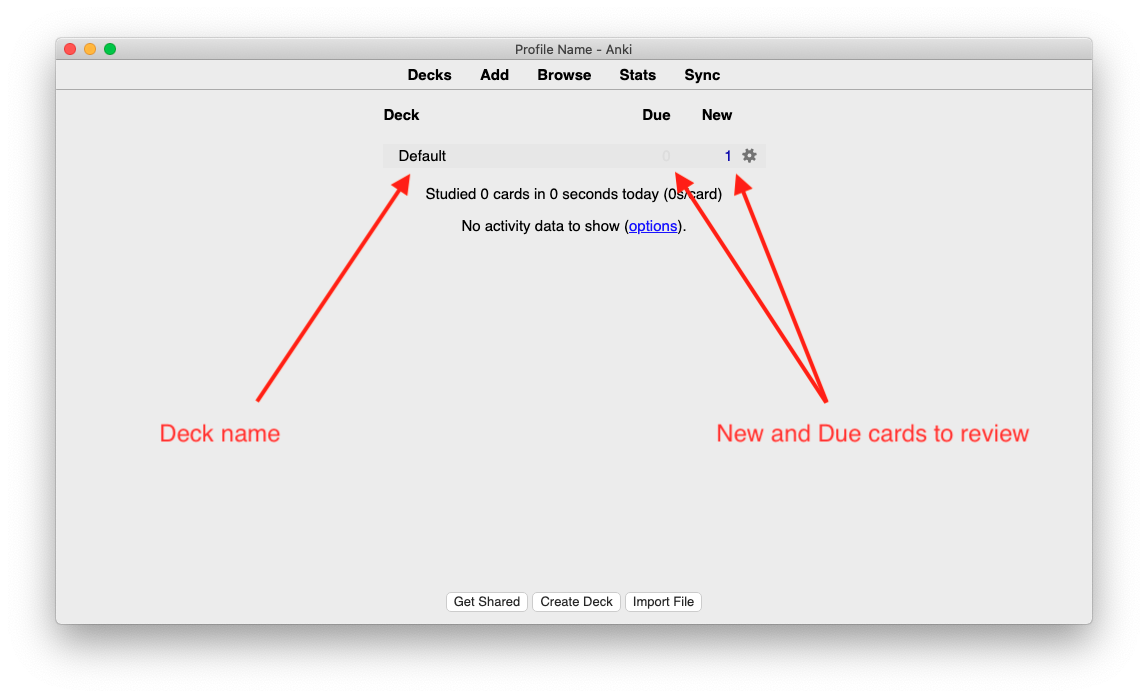 Profile Name - Anki
Decks Add Browse Stats Sync
Deck Due New
Default 0 1
Studied 0 cards in 0 seconds today (0s/card)
No activity data to show (options).
Deck name
New and Due cards to review
Get Shared Create Deck Import File